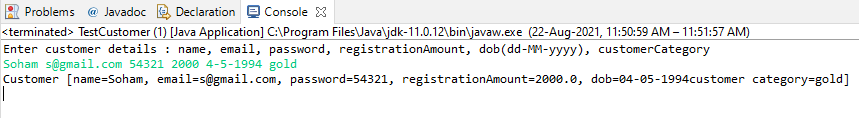 Problems @ Javadoc Declaration Console
<terminated> TestCustomer (1) [Java Application] C:\Program Files\Java\jdk-11.0.12\bin\javaw.exe (22-Aug-2021, 11:50:59 AM – 11:51:57 AM)
Enter customer details : name, email, password, registrationAmount, dob(dd-MM-yyyy), customerCategory
Soham s@gmail.com 54321 2000 4-5-1994 gold
Customer [name=Soham, email=s@gmail.com, password=54321, registrationAmount=2000.0, dob=04-05-1994customer category=gold]